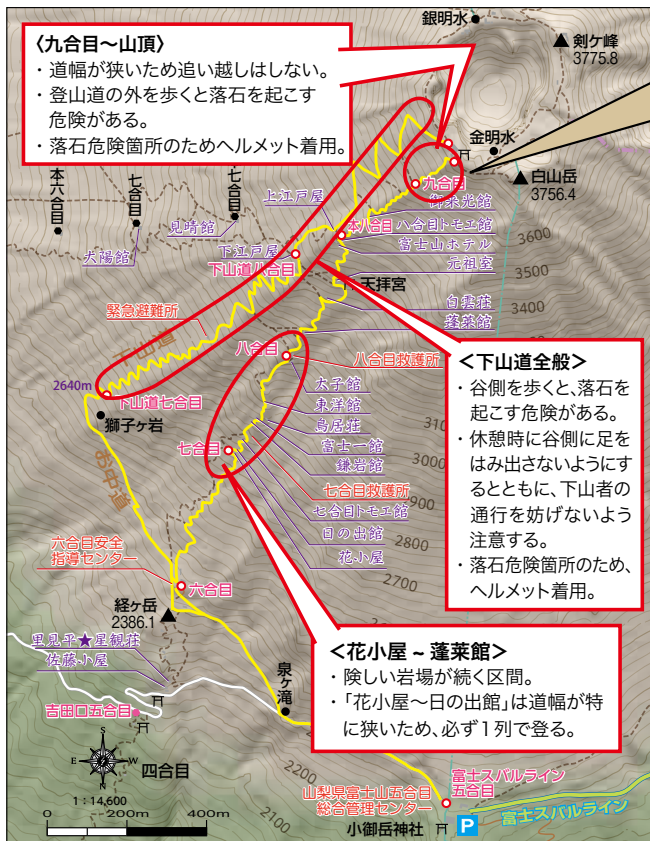 銀明水
剣ケ峰
3775.8
〈九合目～山頂〉
・道幅が狭いため追い越しはしない。
・登山道の外を歩くと落石を起こす
危険がある。
・落石危険箇所のためヘルメット着用。
金明水
白山岳
3756.4
九合目
本六合目
七合目
七合目
上江戸屋
御来光館
本八合目
八合目トモエ館
見晴館
富士山ホテル
3600
太陽館
下江戸屋
下山道八合目
元祖室
3500
天拝宮
3400
白雲荘
緊急避難所
蓬莱館
下山道
八合目
八合目救護所
2640m
下山道七合目
獅子ヶ岩
太子館
東洋館
鳥居荘
富士一館
鎌岩館
七合目
七合目救護所
七合目トモエ館
日の出館
花小屋
3000
2900
2800
2700
お中道
＜下山道全般＞
・谷側を歩くと、落石を
起こす危険がある。
・休憩時に谷側に足を
はみ出さないようにす
るとともに、下山者の
通行を妨げないよう
注意する。
・落石危険箇所のため、
ヘルメット着用。
六合目安全
指導センター
六合目
経ヶ岳
2386.1
里見平★星観荘
佐藤小屋
吉田口五合目
泉ヶ滝
＜花小屋 ~ 蓬莱館＞
・険しい岩場が続く区間。
・「花小屋～日の出館」は道幅が特
に狭いため、必ず1列で登る。
S
E
W
N
四合目
1：14,600
0
200m
400m
2200
2100
山梨県富士山五合目
総合管理センター
富士スバルライン
五合目
小御岳神社
P
富士スバルライン